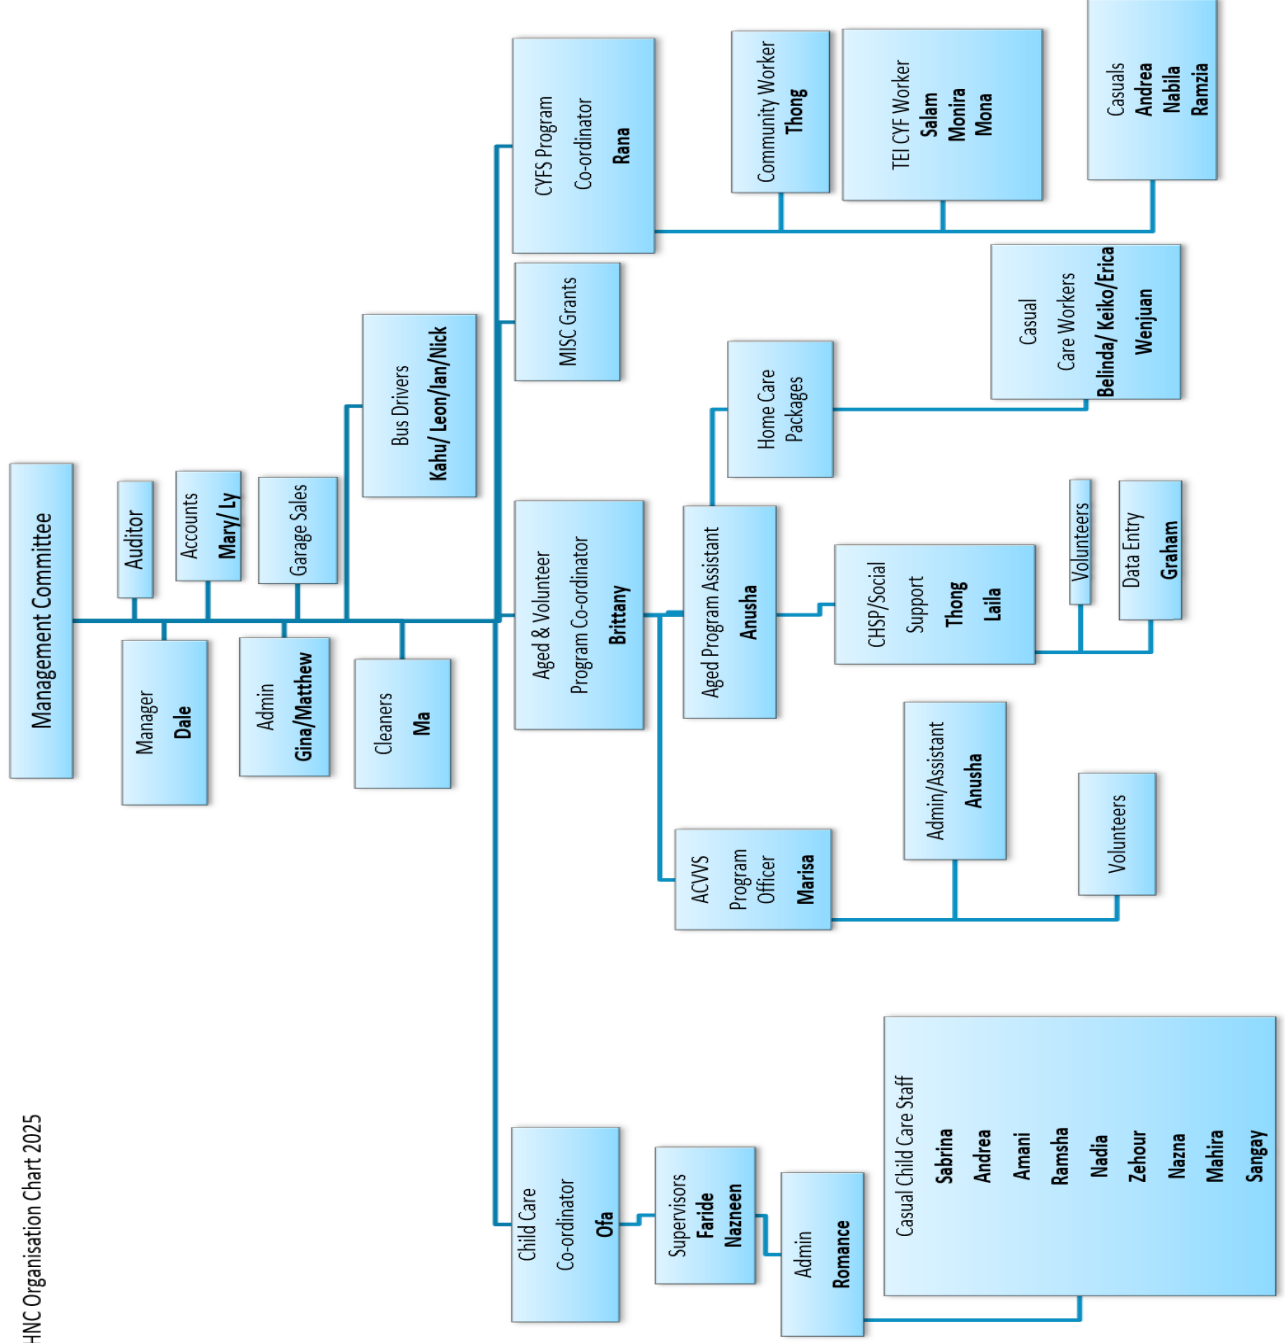 HNC Organisation Chart 2025
Management Committee
Auditor
Manager
Dale
Accounts
Mary/ Ly
Admin
Gina/Matthew
Garage Sales
Bus Drivers
Kahu/ Leon/Ian/Nick
Cleaners
Ma
Child Care
Co-ordinator
Ofa
Supervisors
Faride
Nazneen
Admin
Romance
Casual Child Care Staff
Sabrina
Andrea
Amani
Ramsha
Nadia
Zehour
Nazna
Mahira
Sangay
Aged & Volunteer
Program Co-ordinator
Brittany
ACVVS
Program
Officer
Marisa
Admin/Assistant
Anusha
Volunteers
Aged Program Assistant
Anusha
CHSP/Social
Support
Thong
Laila
Volunteers
Data Entry
Graham
Home Care
Packages
Casual
Care Workers
Belinda/ Keiko/Erica
Wenjuan
MISC Grants
CYFS Program
Co-ordinator
Rana
Community Worker
Thong
TEI CYF Worker
Salam
Monira
Mona
Casuals
Andrea
Nabila
Ramzia